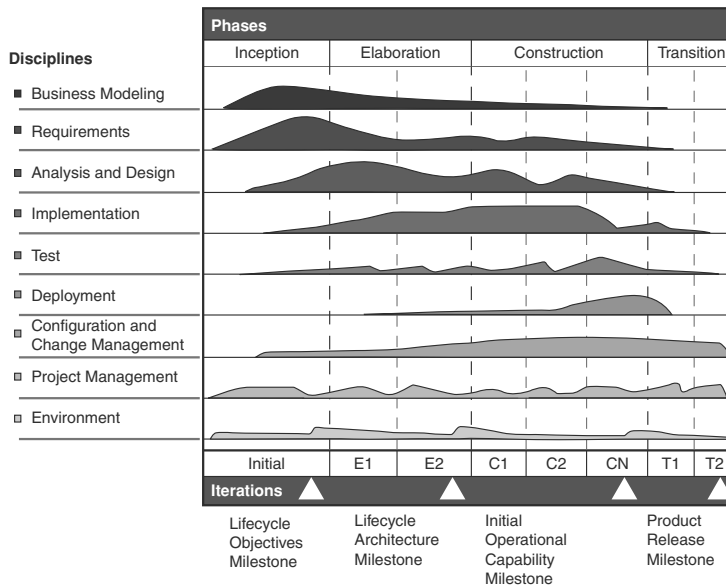 Phases
Inception Elaboration Construction Transition
Disciplines
Business Modeling
Requirements
Analysis and Design
Implementation
Test
Deployment
Configuration and
Change Management
Project Management
Environment
Initial E1 E2 C1 C2 CN T1 T2
Iterations
Lifecycle
Objectives
Milestone
Lifecycle
Architecture
Milestone
Initial
Operational
Capability
Milestone
Product
Release
Milestone